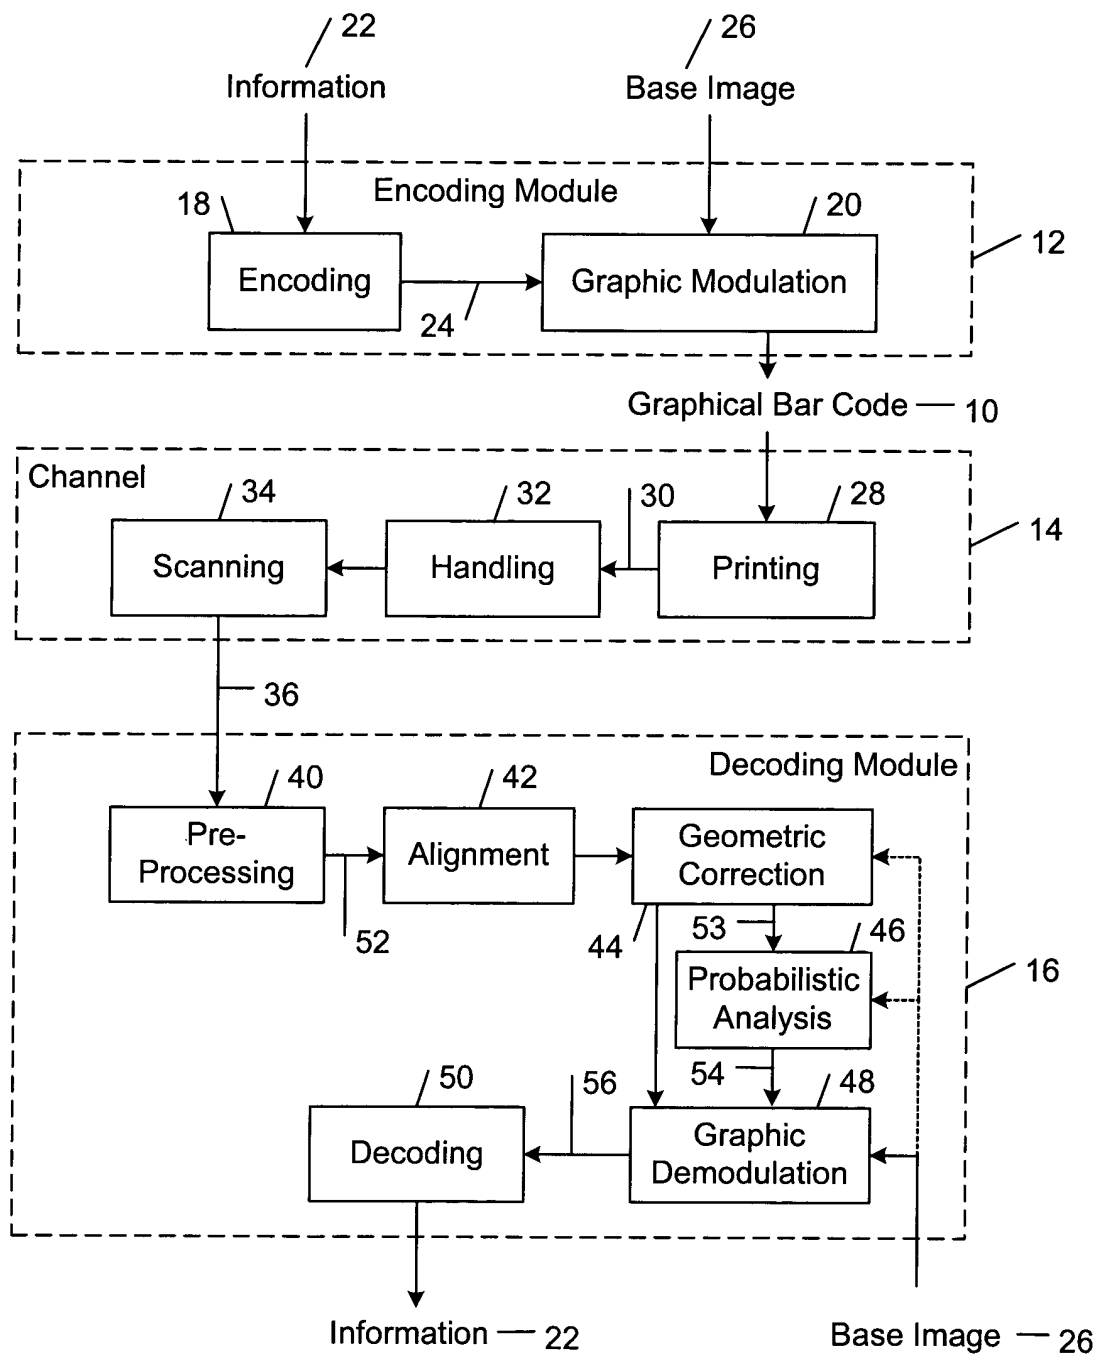 22
26
Information
Base Image
Encoding Module
18
20
12
Encoding
Graphic Modulation
24
Graphical Bar Code
10
Channel
34
32
30
28
14
Scanning
Handling
Printing
36
Decoding Module
40
42
Pre-
Processing
Alignment
Geometric
Correction
52
44
53
46
16
Probabilistic
Analysis
54
50
56
48
Decoding
Graphic
Demodulation
Information
22
Base Image
26